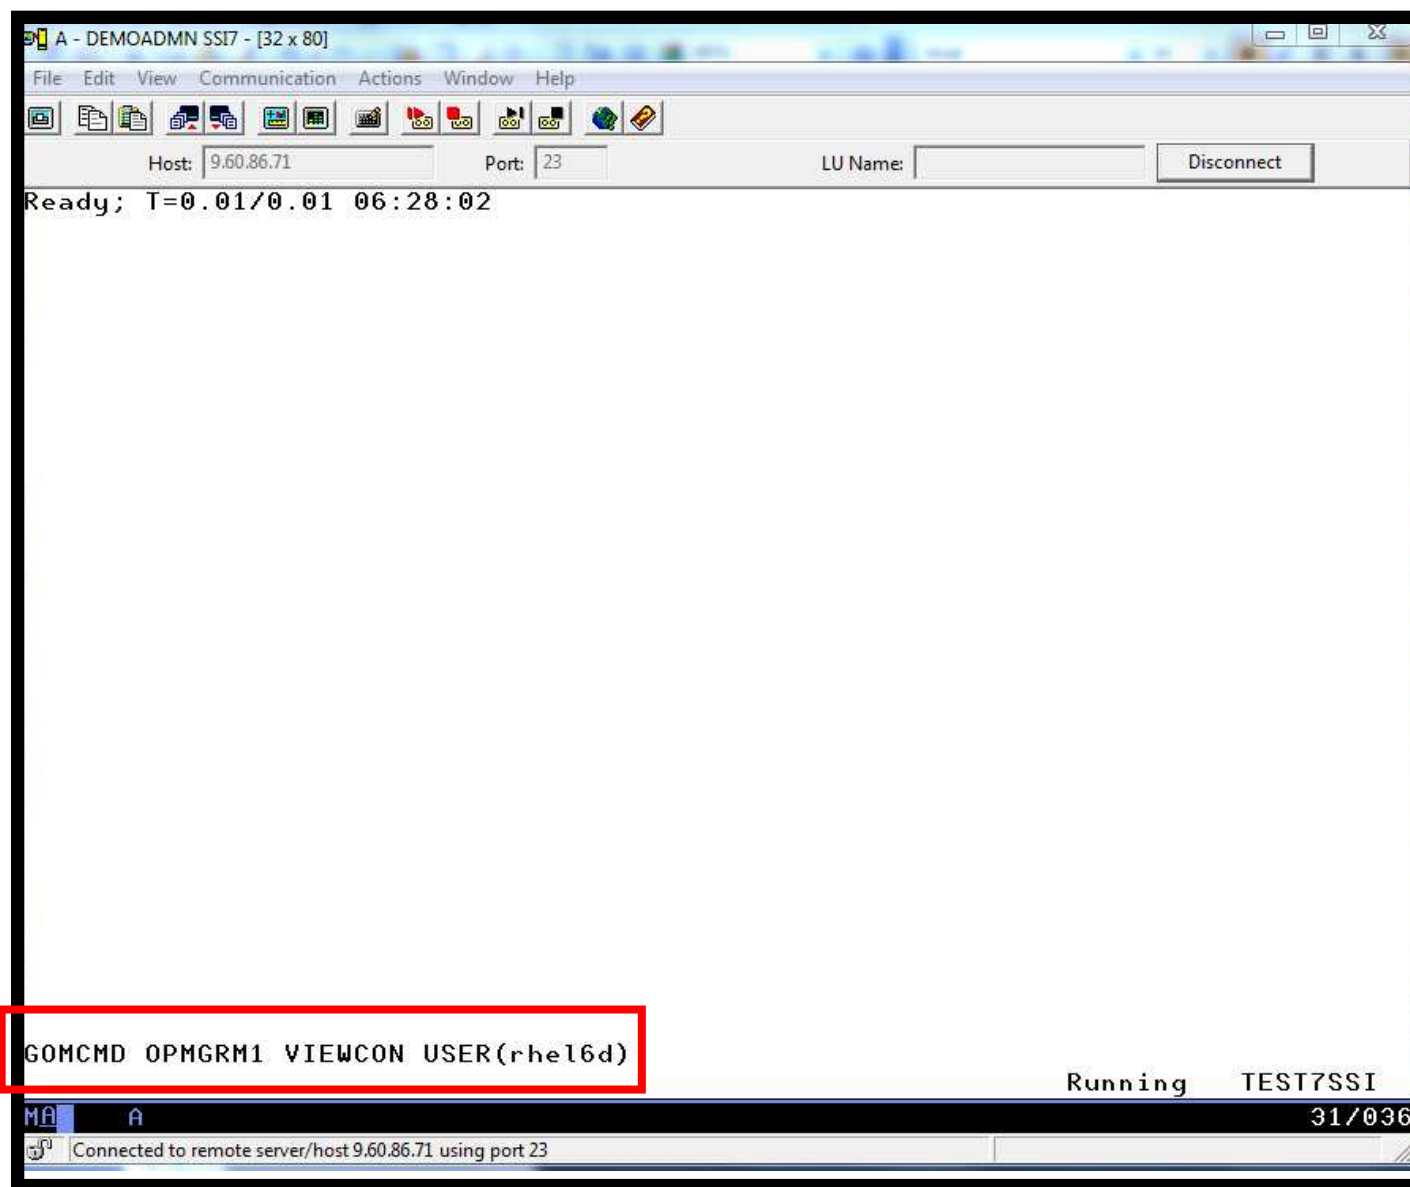 A - DEMOADMN SSI7 - [32 x 80]
File Edit View Communication Actions Window Help
Host: 9.60.86.71 Port: 23 LU Name: Disconnect
Ready; T=0.01/0.01 06:28:02
GOMCMD OPMGRM1 VIEWCON USER(rhel6d)
Running TEST7SSI
MA A 31/036
Connected to remote server/host 9.60.86.71 using port 23